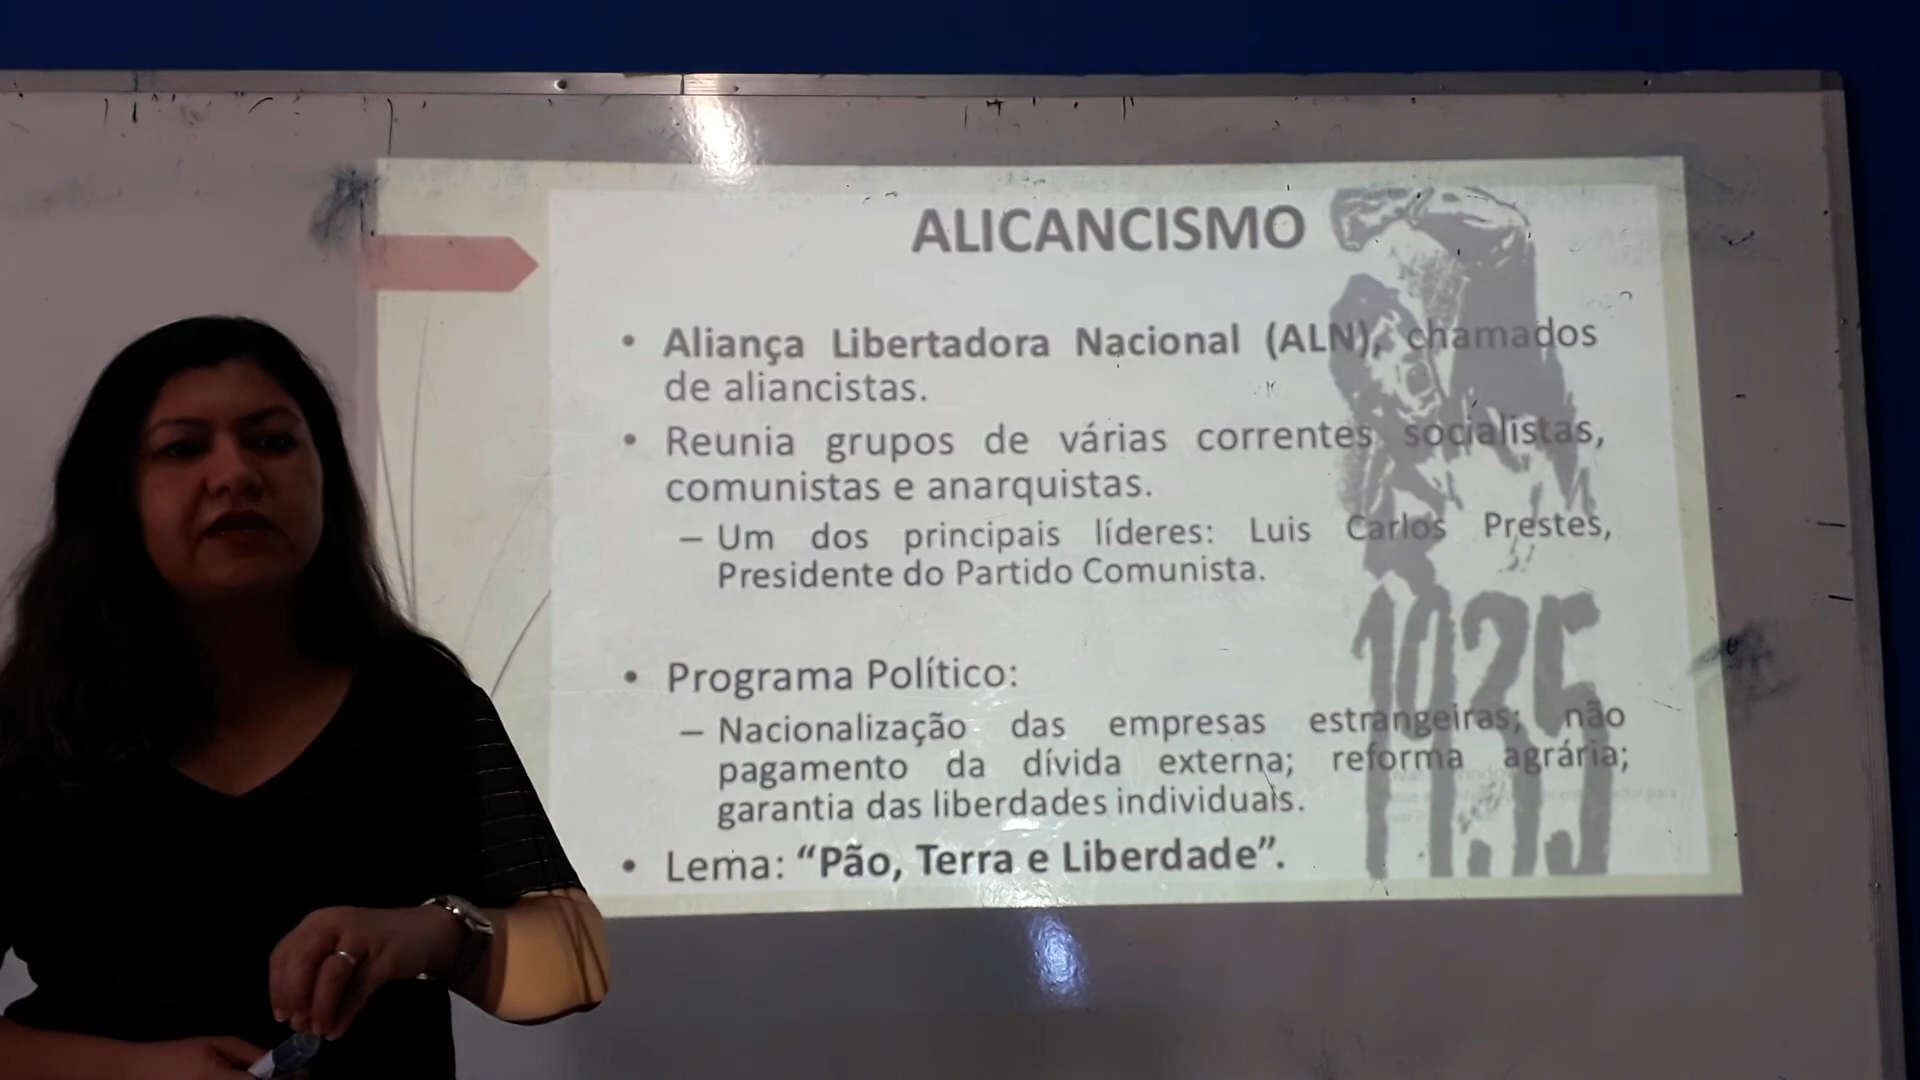 ALICANCISMO
• Aliança Libertadora Nacional (ALN), chamados
de aliancistas.
• Reunia grupos de várias correntes socialistas,
comunistas e anarquistas.
– Um dos principais líderes: Luis Carlos Prestes,
Presidente do Partido Comunista.
• Programa Político:
– Nacionalização das empresas estrangeiras; não
pagamento da dívida externa; reforma agrária;
garantia das liberdades individuais.
• Lema: “Pão, Terra e Liberdade”.